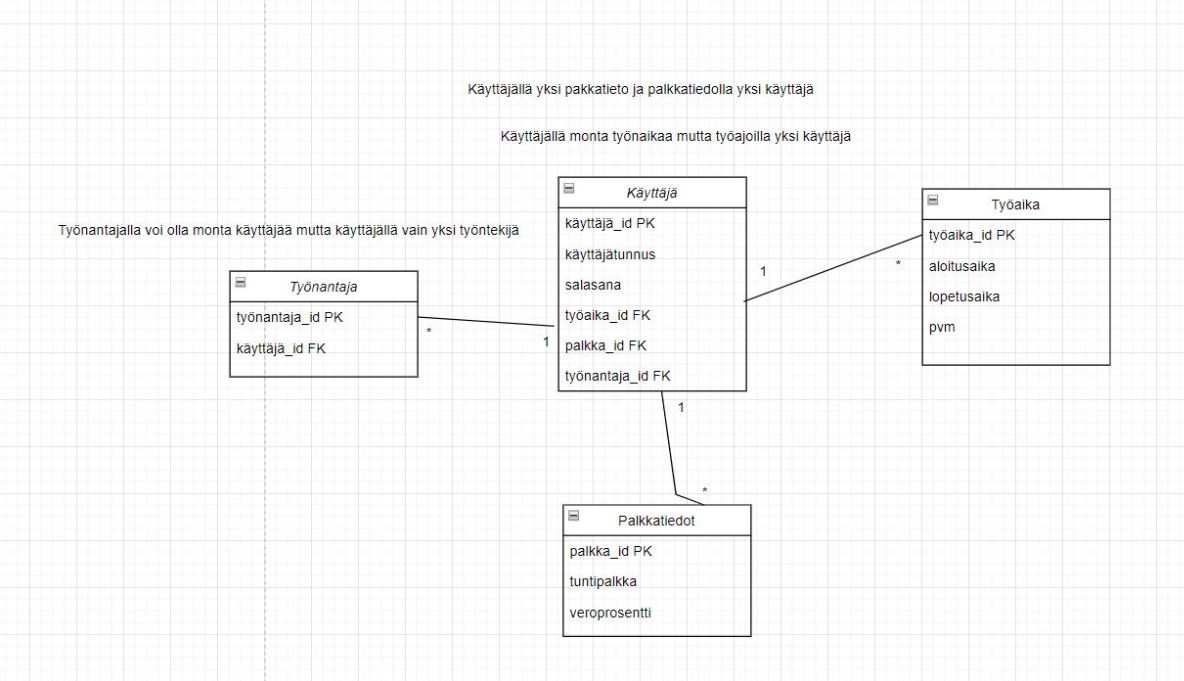 Käyttäjällä yksi pakkatieto ja palkkatiedolla yksi käyttäjä
Käyttäjällä monta työnaikaa mutta työajoilla yksi käyttäjä
Työnantajalla voi olla monta käyttäjää mutta käyttäjällä vain yksi työntekijä
Työnantaja
työnantaja_id PK
käyttäjä_id FK
*
1
Käyttäjä
käyttäjä_id PK
käyttäjätunnus
salasana
työaika_id FK
palkka_id FK
työnantaja_id FK
1
*
Työaika
työaika_id PK
aloitusaika
lopetusaika
pvm
1
*
Palkkatiedot
palkka_id PK
tuntipalkka
veroprosentti